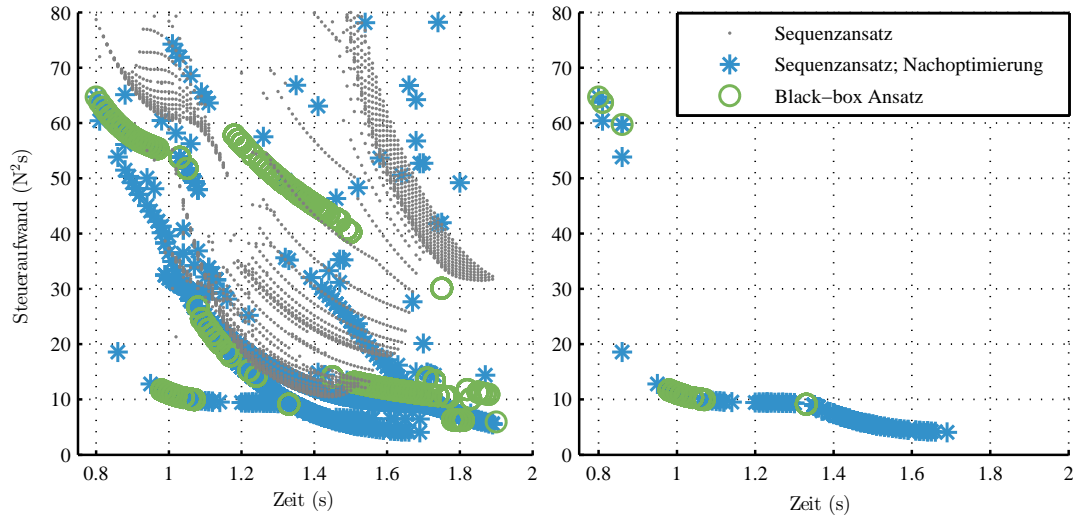 Steueraufwand (N²s)
80
70
60
50
40
30
20
10
0
0.8 1 1.2 1.4 1.6 1.8 2
Zeit (s)
Sequenzansatz
Sequenzansatz; Nachoptimierung
Black−box Ansatz
80
70
60
50
40
30
20
10
0
0.8 1 1.2 1.4 1.6 1.8 2
Zeit (s)